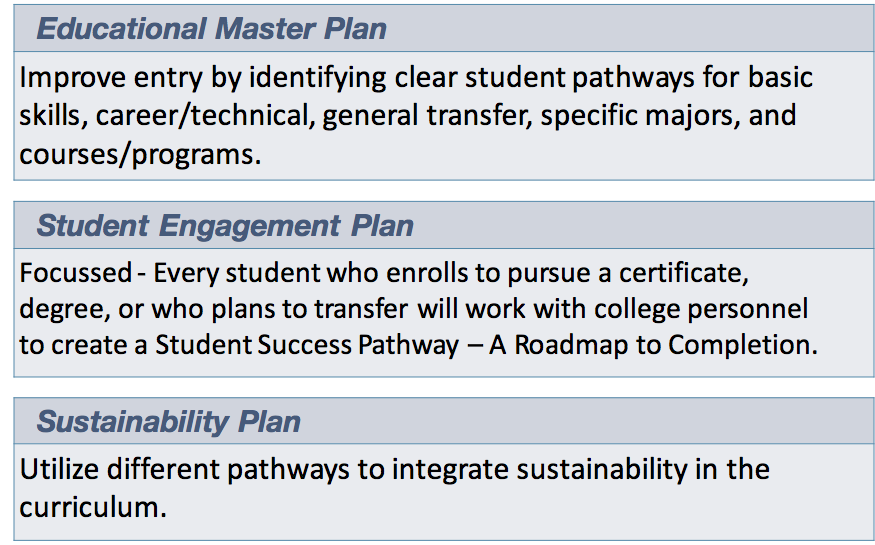 Educational Master Plan
Improve entry by identifying clear student pathways for basic
skills, career/technical, general transfer, specific majors, and
courses/programs.
Student Engagement Plan
Focussed - Every student who enrolls to pursue a certificate,
degree, or who plans to transfer will work with college personnel
to create a Student Success Pathway – A Roadmap to Completion.
Sustainability Plan
Utilize different pathways to integrate sustainability in the
curriculum.